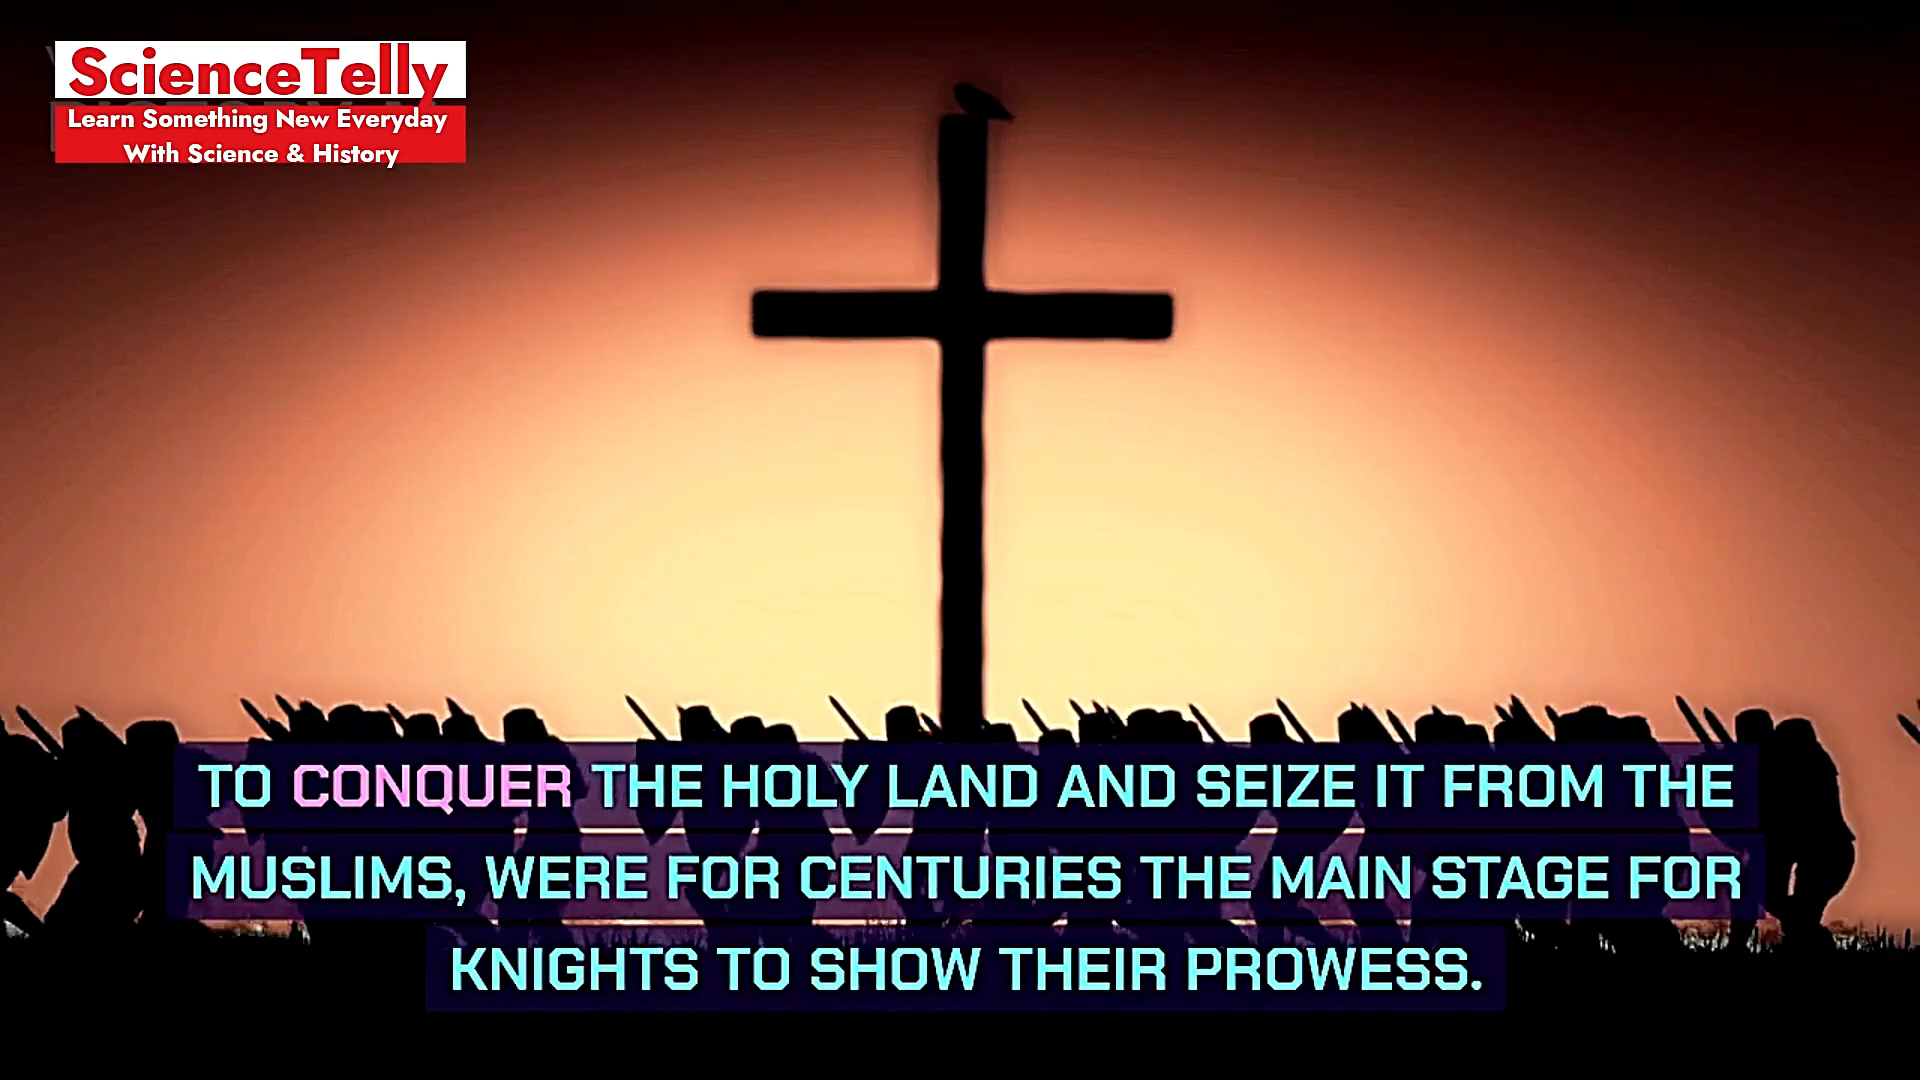 ScienceTelly
Learn Something New Everyday
With Science & History
TO CONQUER THE HOLY LAND AND SEIZE IT FROM THE
MUSLIMS, WERE FOR CENTURIES THE MAIN STAGE FOR
KNIGHTS TO SHOW THEIR PROWESS.